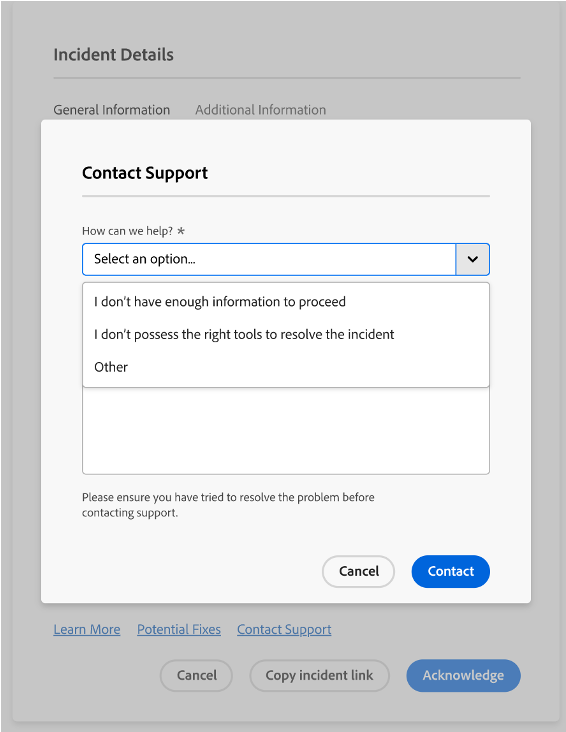 Incident Details
General Information Additional Information
Contact Support
How can we help? *
Select an option...
I don't have enough information to proceed
I don't possess the right tools to resolve the incident
Other
Please ensure you have tried to resolve the problem before
contacting support.
Cancel Contact
Learn More Potential Fixes Contact Support
Cancel Copy incident link Acknowledge